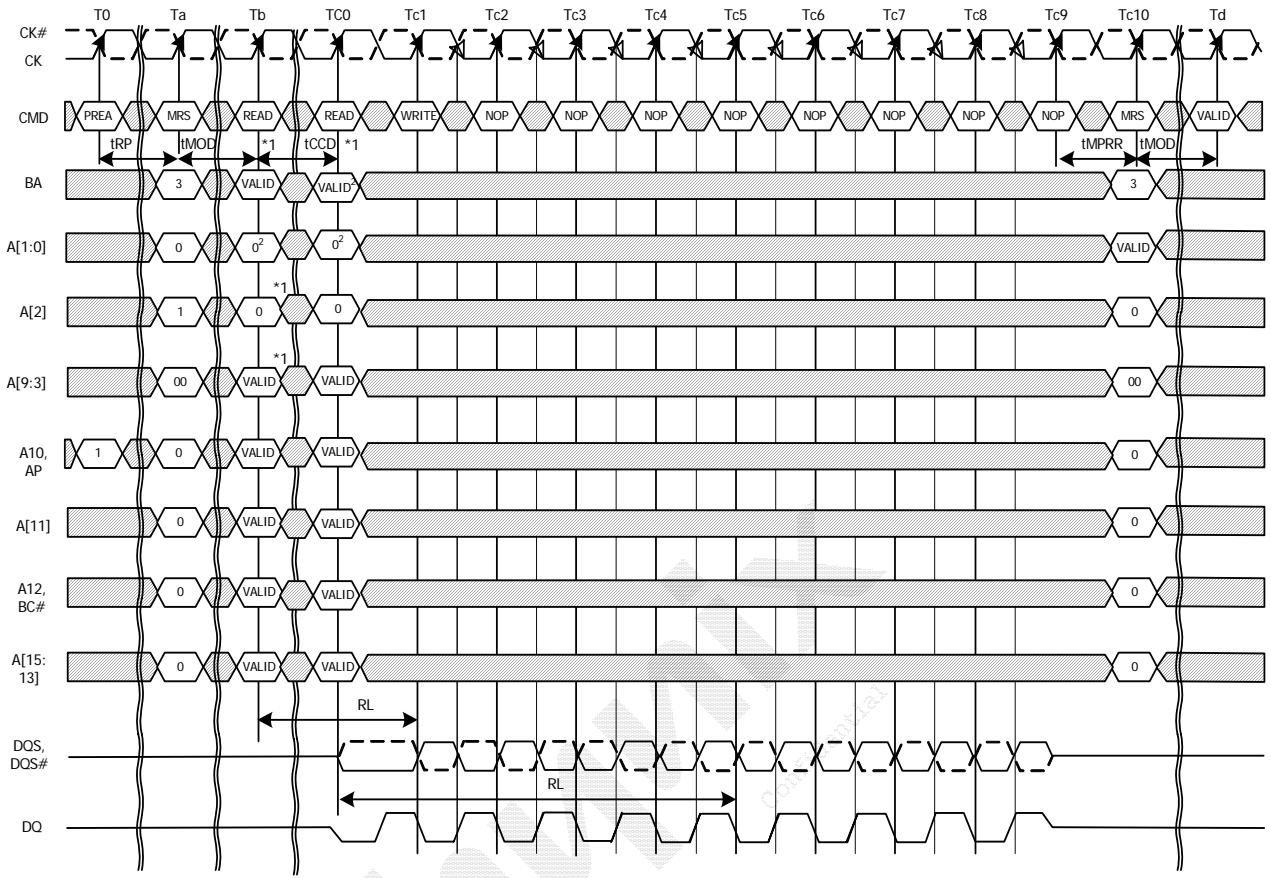 T0 Ta Tb TC0 Tc1 Tc2 Tc3 Tc4 Tc5 Tc6 Tc7 Tc8 Tc9 Tc10 Td
CK#
CK
CMD PREA MRS READ READ WRITE NOP NOP NOP NOP NOP NOP NOP NOP MRS VALID
tRP tMOD *1 tCCD *1 tMPRR tMOD
BA 3 VALID VALID² 3
A[1:0] 0 0² 0² VALID
*1
A[2] 1 0 0 0
*1
A[9:3] 00 VALID VALID 00
A10,
AP
1 0 VALID VALID 0
A[11] 0 VALID VALID 0
A12,
BC#
0 VALID VALID 0
A[15:
13]
0 VALID VALID 0
RL
DQS,
DQS#
RL
DQ
Confidential